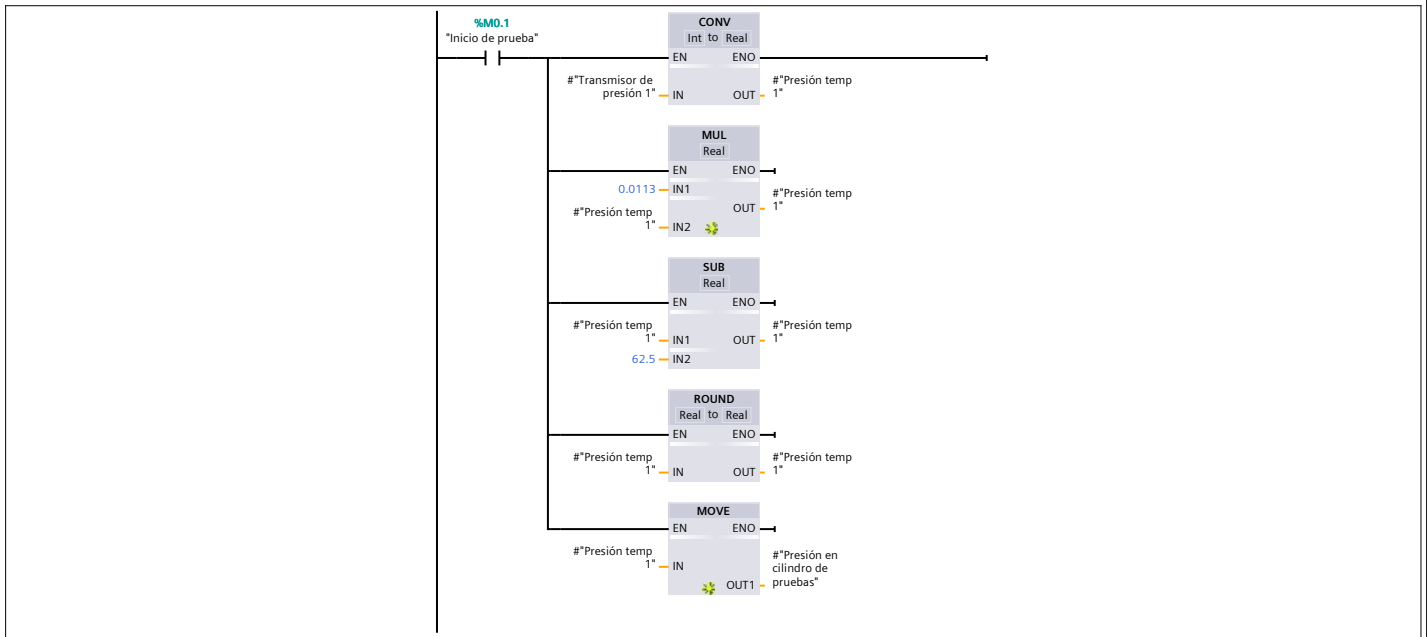 %M0.1
"Inicio de prueba"
CONV
Int to Real
EN ENO
#"Transmisor de
presión 1"
IN OUT
#"Presión temp
1"
MUL
Real
EN ENO
0.0113 IN1
#"Presión temp
1"
IN2
OUT
#"Presión temp
1"
SUB
Real
EN ENO
#"Presión temp
1"
IN1 OUT
#"Presión temp
1"
62.5 IN2
ROUND
Real to Real
EN ENO
#"Presión temp
1"
IN OUT
#"Presión temp
1"
MOVE
EN ENO
#"Presión temp
1"
IN
OUT1
#"Presión en
cilindro de
pruebas"